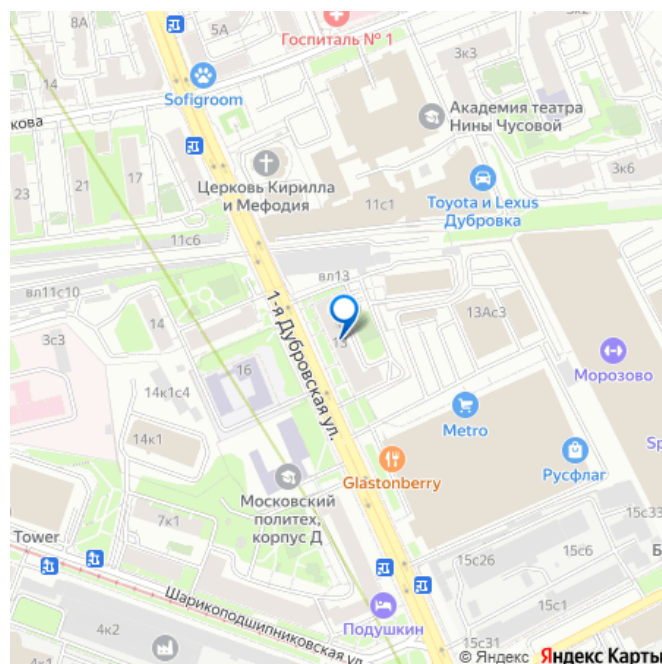 8А
5А
Госпиталь № 1
3к2
3к3
Sofigroom
кова
Академия театра
Нины Чусовой
23
21
17
Церковь Кирилла
и Мефодия
3к6
Toyota и Lexus
Дубровка
11с1
11с6
вл13
вл11с10
3с3
14
13
13Ас3
1-я Дубровская ул.
16
Морозово
14к1с4
14к1
Metro
Glastonberry
Русфлаг
Sp
Московский
политех,
корпус Д
7к1
Tower
15с33
15с26
15с6
Б
15с1
Шарикоподшипниковская ул.
4к2
4к1
Подушкин
15с31
© Яндекс Яндекс Карты